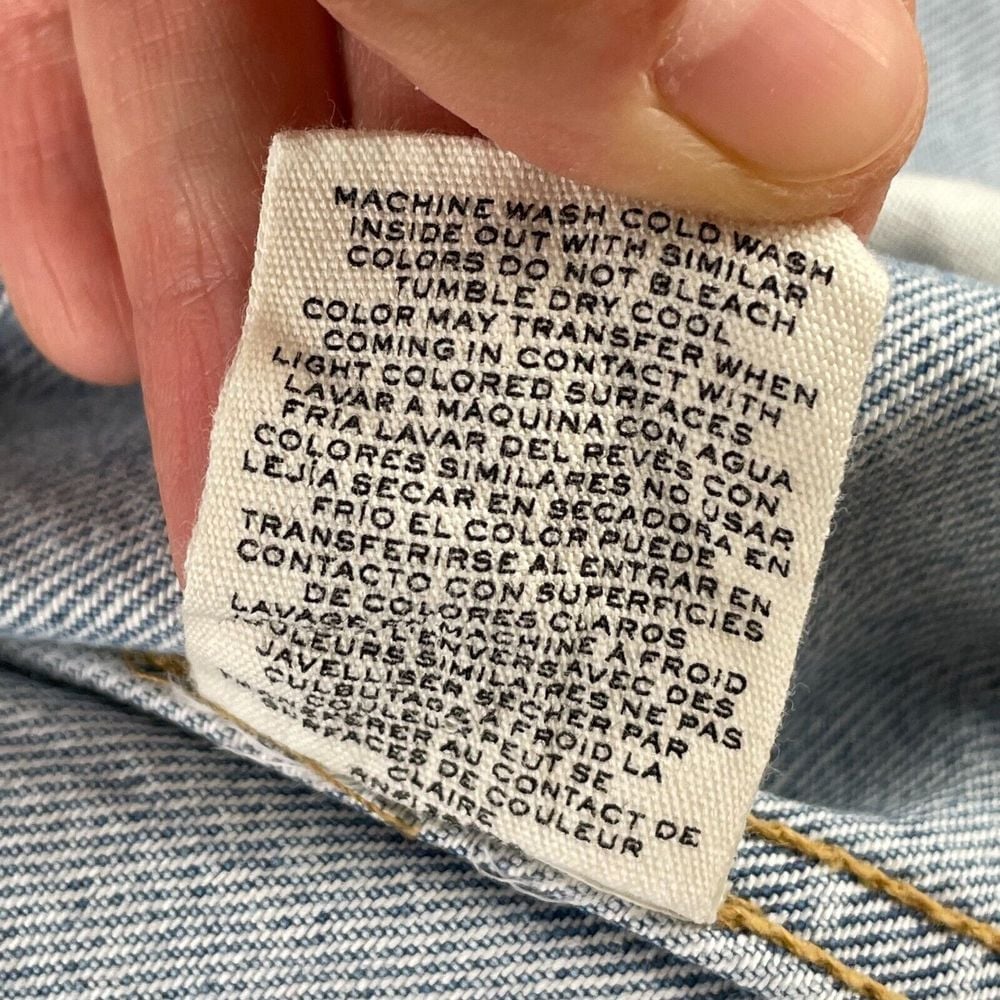 MACHINE WASH COLD WASH
INSIDE OUT WITH SIMILAR
COLORS DO NOT BLEACH
TUMBLE DRY COOL
COLOR MAY TRANSFER WHEN
COMING IN CONTACT WITH
LIGHT COLORED SURFACES
LAVAR A MÁQUINA CON AGUA
FRÍA LAVAR DEL REVÉS CON
COLORES SIMILARES NO USAR
LEJÍA SECAR EN SECADORA EN
FRÍO EL COLOR PUEDE
TRANSFERIRSE AL ENTRAR EN
CONTACTO CON SUPERFICIES
DE COLORES CLAROS
LAVAGE MACHINE À FROID
L'ENVERS AVEC DES
SIMILAIRES NE PAS
JAVELLISER SÉCHER PAR
CULBUTAGE À FROID LA
PEUT SE
AU CONTACT DE
DE COULEUR
CLAIRE